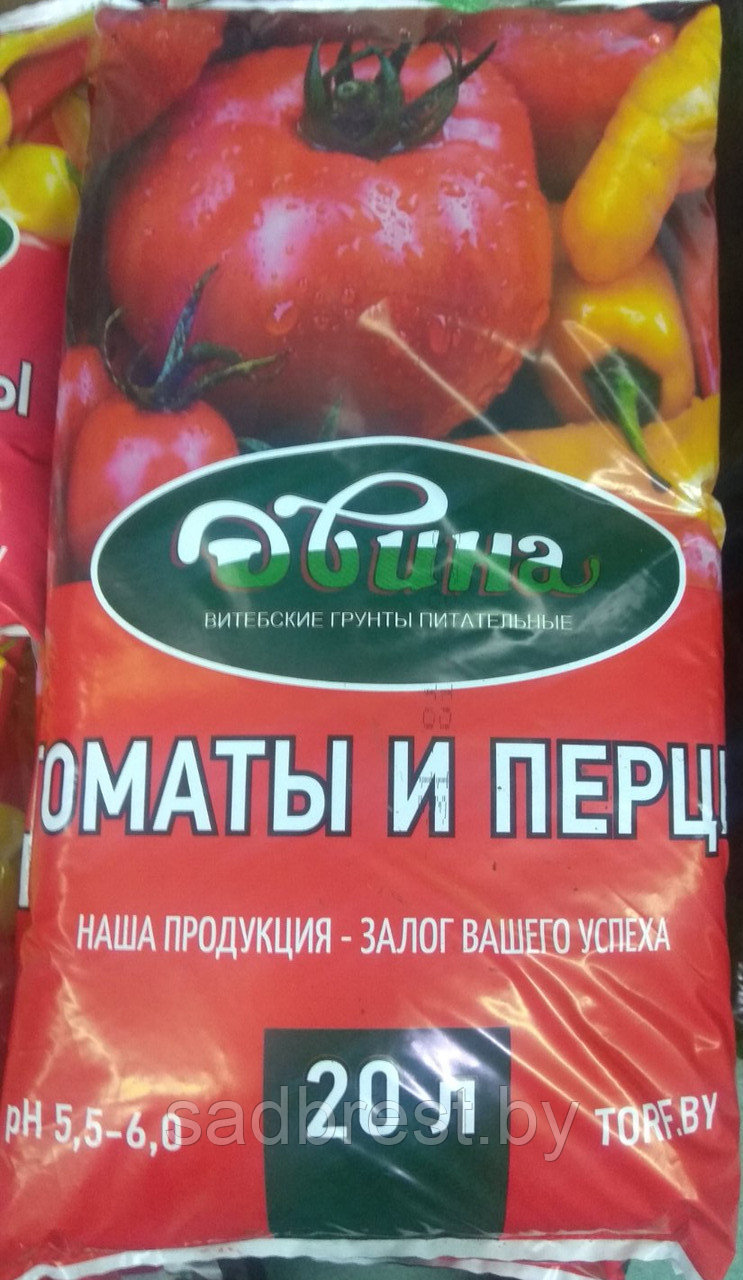 Двина
ВИТЕБСКИЕ ГРУНТЫ ПИТАТЕЛЬНЫЕ
ТОМАТЫ И ПЕРЦ
НАША ПРОДУКЦИЯ - ЗАЛОГ ВАШЕГО УСПЕХА
20 л
pH 5,5-6,0
TORF.BY
sadbrest.by
Ы